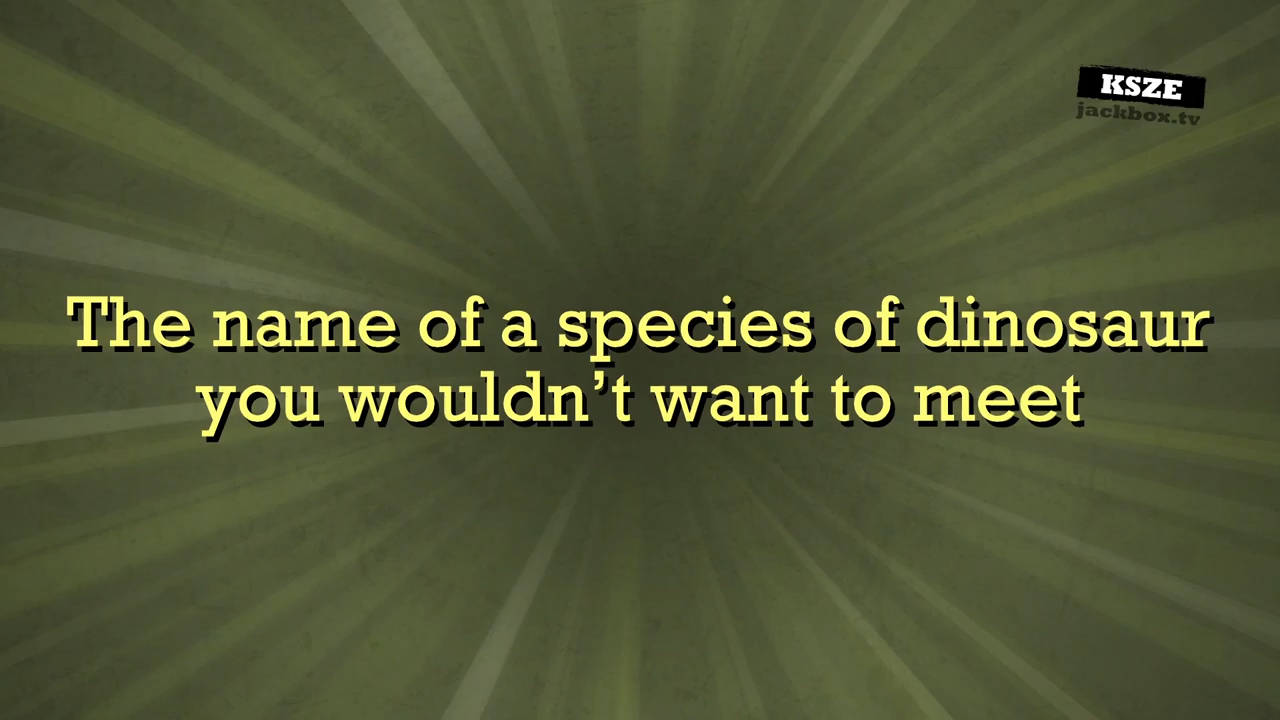 KSZE
jackbox.tv
The name of a species of dinosaur
you wouldn't want to meet